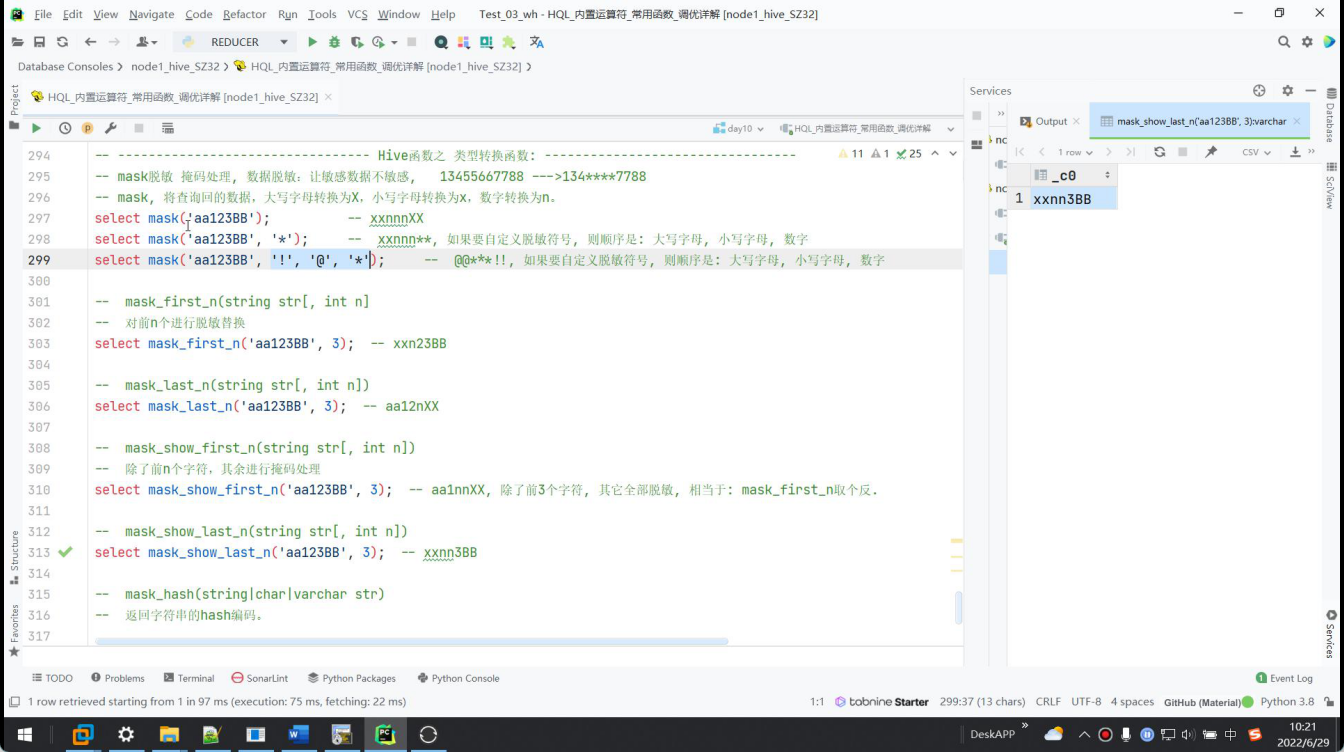 File Edit View Navigate Code Refactor Run Tools VCS Window Help Test_03_wh - HQL_内置运算符_常用函数_调优详解 [node1_hive_SZ32]
REDUCER
Database Consoles node1_hive_SZ32 HQL_内置运算符_常用函数_调优详解 [node1_hive_SZ32]
HQL_内置运算符_常用函数_调优详解 [node1_hive_SZ32]
day10 HQL_内置运算符_常用函数_调优详解
294 -- --------------------------------- Hive函数之 类型转换函数: --------------------------------- 11 1 25
295 -- mask脱敏 掩码处理, 数据脱敏: 让敏感数据不敏感, 13455667788 --->134****7788
296 -- mask, 将查询回的数据, 大写字母转换为X, 小写字母转换为x, 数字转换为n。
297 select mask('aa123BB'); -- xxnnnXX
298 select mask('aa123BB', '*'); -- xxnnn**, 如果要自定义脱敏符号, 则顺序是: 大写字母, 小写字母, 数字
299 select mask('aa123BB', '!', '@', '*'); -- @@***!!, 如果要自定义脱敏符号, 则顺序是: 大写字母, 小写字母, 数字
300
301 -- mask_first_n(string str[, int n]
302 -- 对前n个进行脱敏替换
303 select mask_first_n('aa123BB', 3); -- xxn23BB
304
305 -- mask_last_n(string str[, int n])
306 select mask_last_n('aa123BB', 3); -- aa12nXX
307
308 -- mask_show_first_n(string str[, int n])
309 -- 除了前n个字符, 其余进行掩码处理
310 select mask_show_first_n('aa123BB', 3); -- aa1nnXX, 除了前3个字符, 其它全部脱敏, 相当于: mask_first_n取个反.
311
312 -- mask_show_last_n(string str[, int n])
313 select mask_show_last_n('aa123BB', 3); -- xxnn3BB
314
315 -- mask_hash(string|char|varchar str)
316 -- 返回字符串的hash编码。
317
Project
Structure
Favorites
Services
Output mask_show_last_n('aa123BB', 3):varchar
1 row CSV
_c0
1 xxnn3BB
Database
SciView
Services
TODO Problems Terminal SonarLint Python Packages Python Console 1 Event Log
1 row retrieved starting from 1 in 97 ms (execution: 75 ms, fetching: 22 ms) 1:1 tabnine Starter 299:37 (13 chars) CRLF UTF-8 4 spaces GitHub (Material) Python 3.8
DeskAPP 中 10:21
2022/6/29